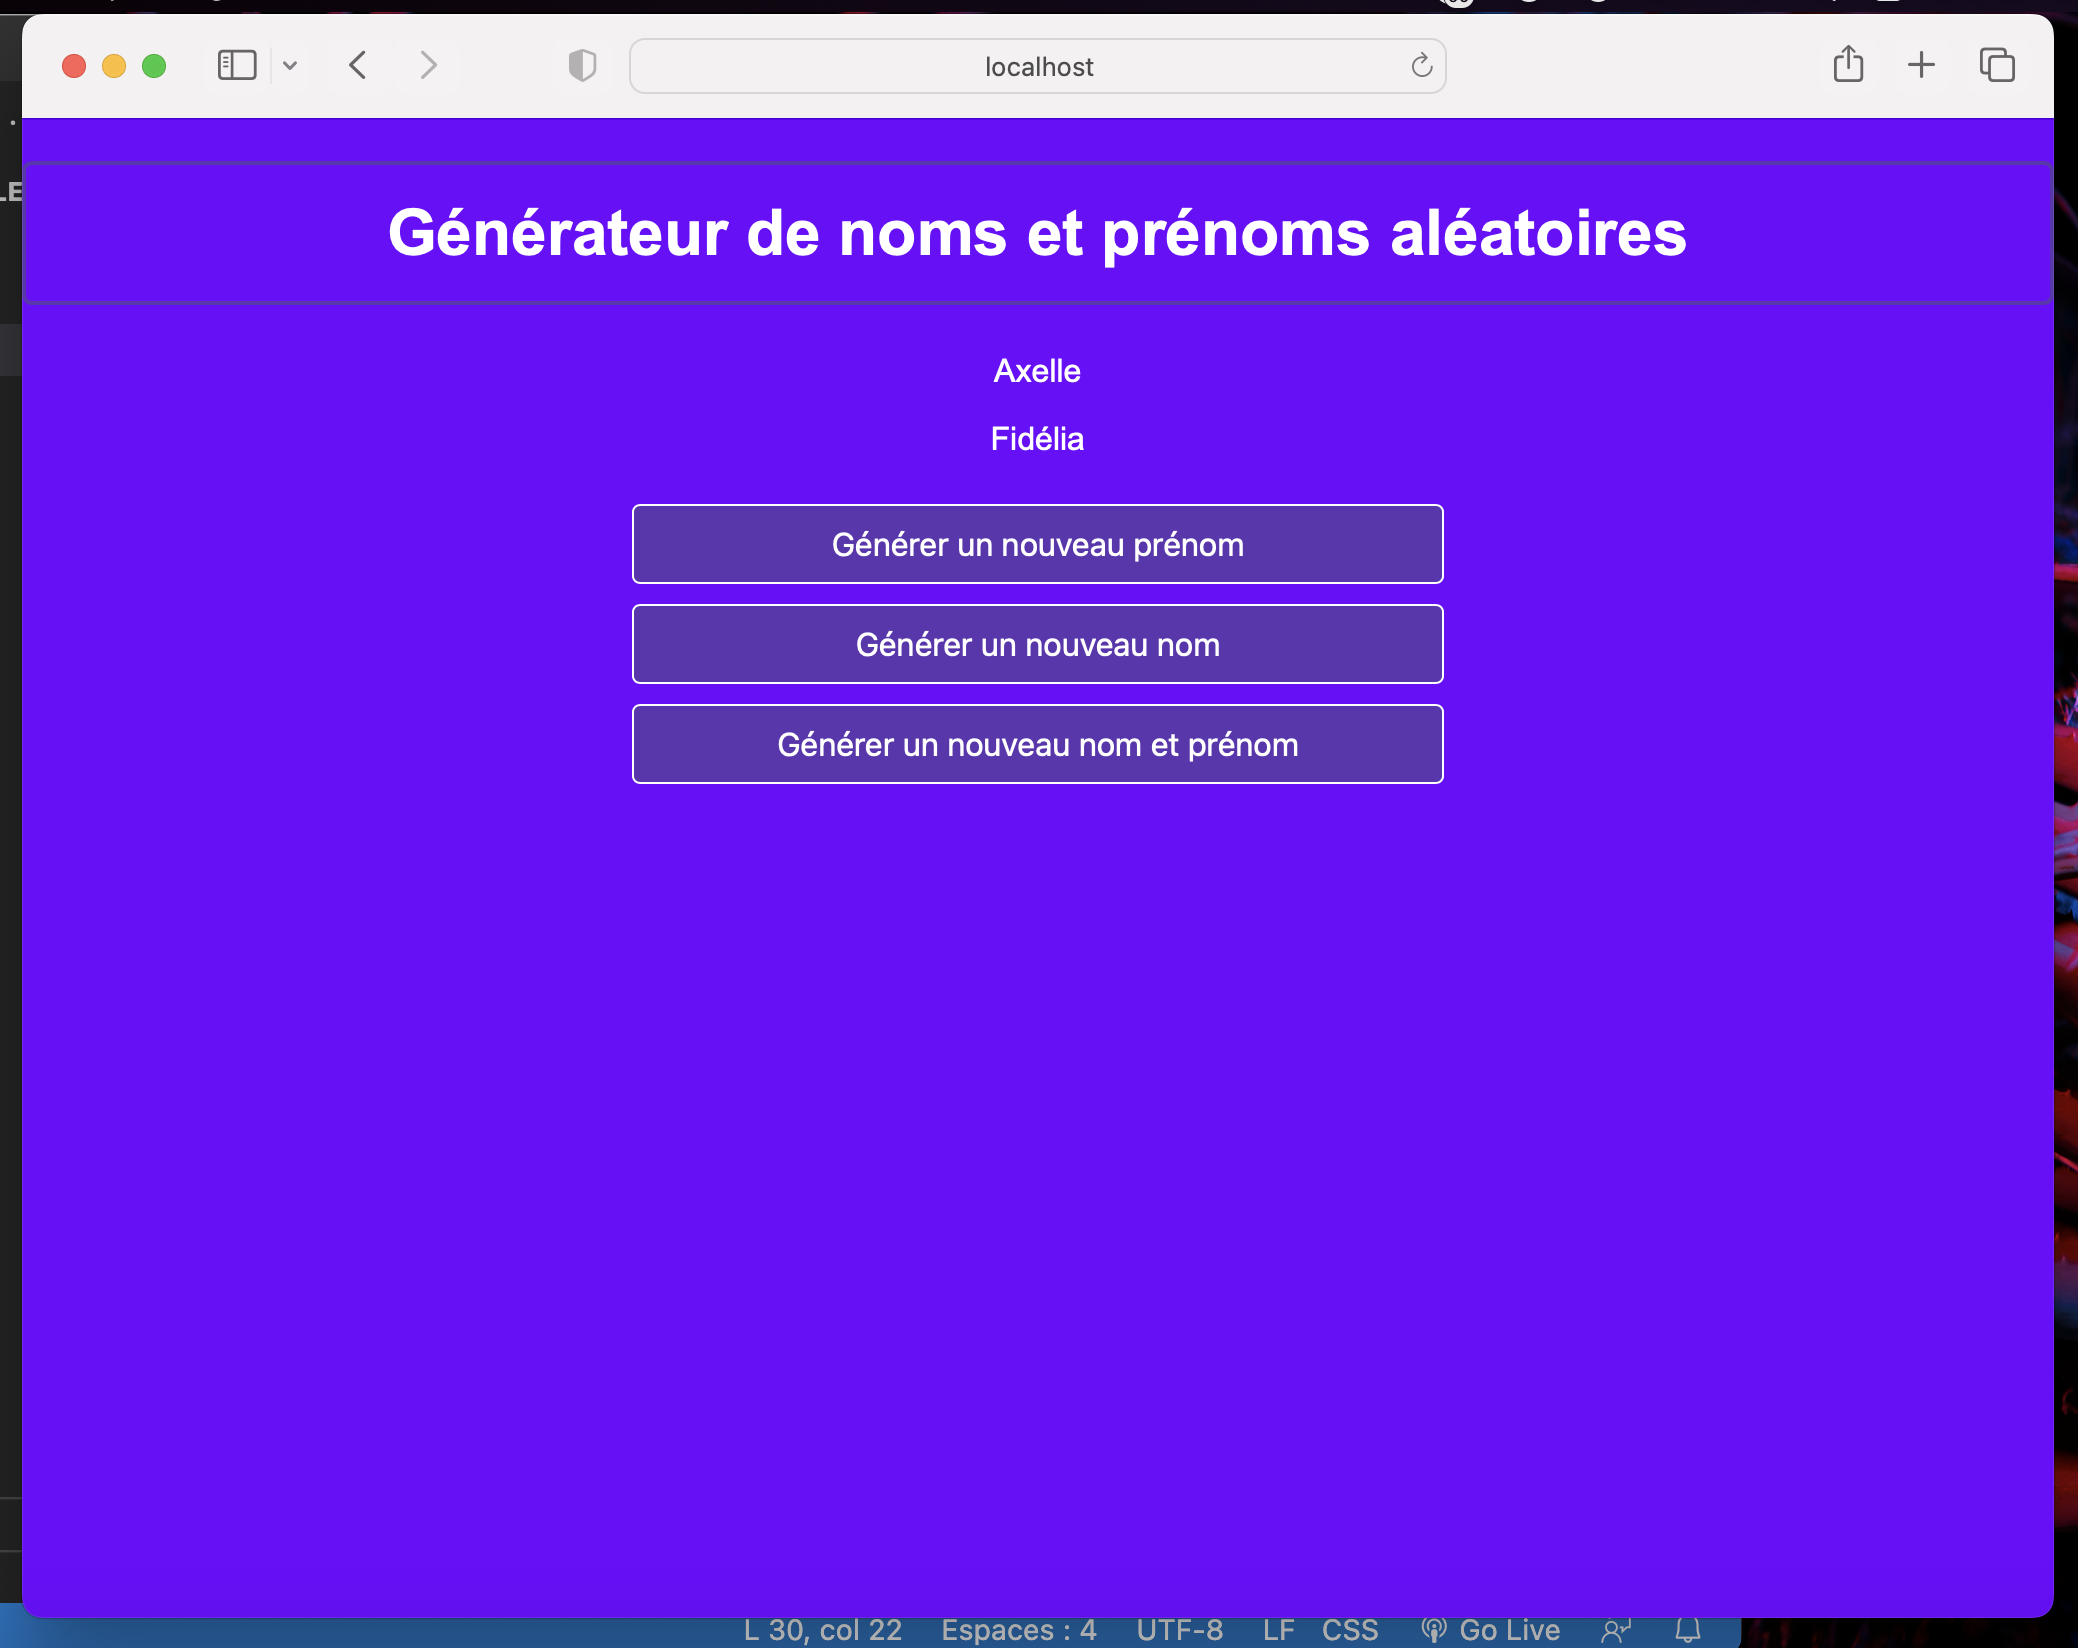 localhost
LE
Générateur de noms et prénoms aléatoires
Axelle
Fidélia
Générer un nouveau prénom
Générer un nouveau nom
Générer un nouveau nom et prénom
L 30, col 22 Espaces : 4 UTF-8 LF CSS Go Live